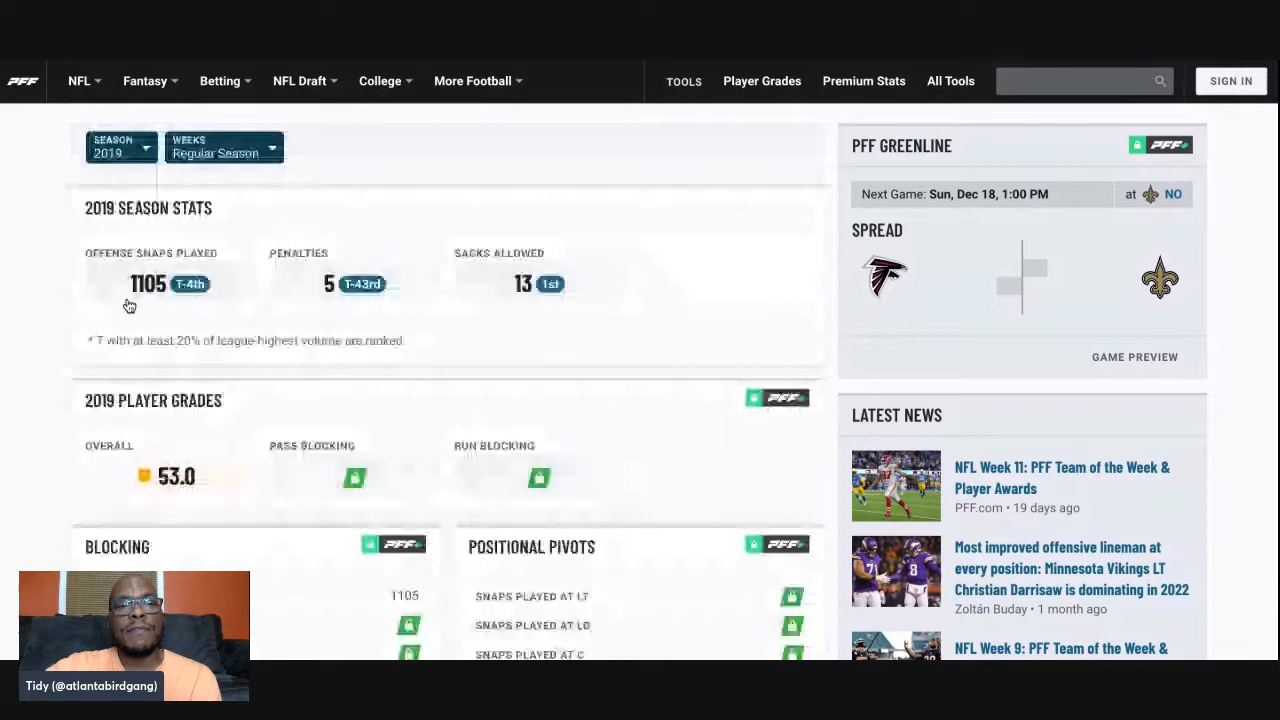 PFF
NFL
Fantasy
Betting
NFL Draft
College
More Football
TOOLS
Player Grades
Premium Stats
All Tools
SIGN IN
SEASON
2019
WEEKS
Regular Season
2019 SEASON STATS
OFFENSE SNAPS PLAYED
PENALTIES
SACKS ALLOWED
1105 T-4th
5 T-43rd
13 1st
* T with at least 20% of league-highest volume are ranked.
2019 PLAYER GRADES
PFF+
OVERALL
PASS BLOCKING
RUN BLOCKING
53.0
BLOCKING
PFF+
1105
POSITIONAL PIVOTS
PFF+
SNAPS PLAYED AT LT
SNAPS PLAYED AT LG
SNAPS PLAYED AT C
PFF GREENLINE
PFF+
Next Game: Sun, Dec 18, 1:00 PM
at NO
SPREAD
GAME PREVIEW
LATEST NEWS
NFL Week 11: PFF Team of the Week &
Player Awards
PFF.com • 19 days ago
Most improved offensive lineman at
every position: Minnesota Vikings LT
Christian Darrisaw is dominating in 2022
Zoltán Buday • 1 month ago
NFL Week 9: PFF Team of the Week &
Tidy (@atlantabirdgang)